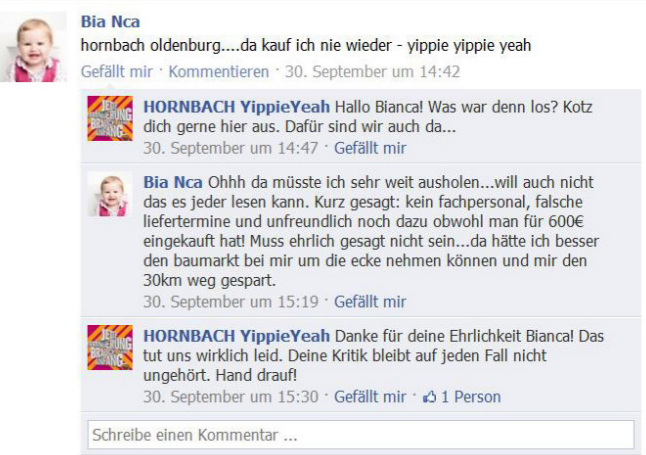 Bia Nca
hornbach oldenburg....da kauf ich nie wieder - yippie yippie yeah
Gefällt mir · Kommentieren · 30. September um 14:42
HORNBACH YippieYeah Hallo Bianca! Was war denn los? Kotz
dich gerne hier aus. Dafür sind wir auch da...
30. September um 14:47 · Gefällt mir
Bia Nca Ohhh da müsste ich sehr weit ausholen...will auch nicht
das es jeder lesen kann. Kurz gesagt: kein fachpersonal, falsche
liefertermine und unfreundlich noch dazu obwohl man für 600€
eingekauft hat! Muss ehrlich gesagt nicht sein...da hätte ich besser
den baumarkt bei mir um die ecke nehmen können und mir den
30km weg gespart.
30. September um 15:19 · Gefällt mir
HORNBACH YippieYeah Danke für deine Ehrlichkeit Bianca! Das
tut uns wirklich leid. Deine Kritik bleibt auf jeden Fall nicht
ungehört. Hand drauf!
30. September um 15:30 · Gefällt mir · 1 Person
Schreibe einen Kommentar ...